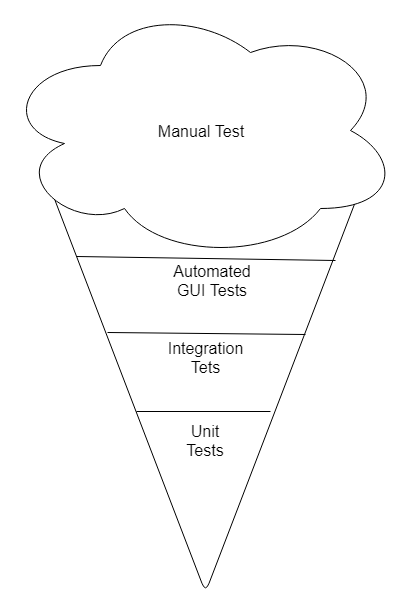 Manual Test
Automated
GUI Tests
Integration
Tets
Unit
Tests